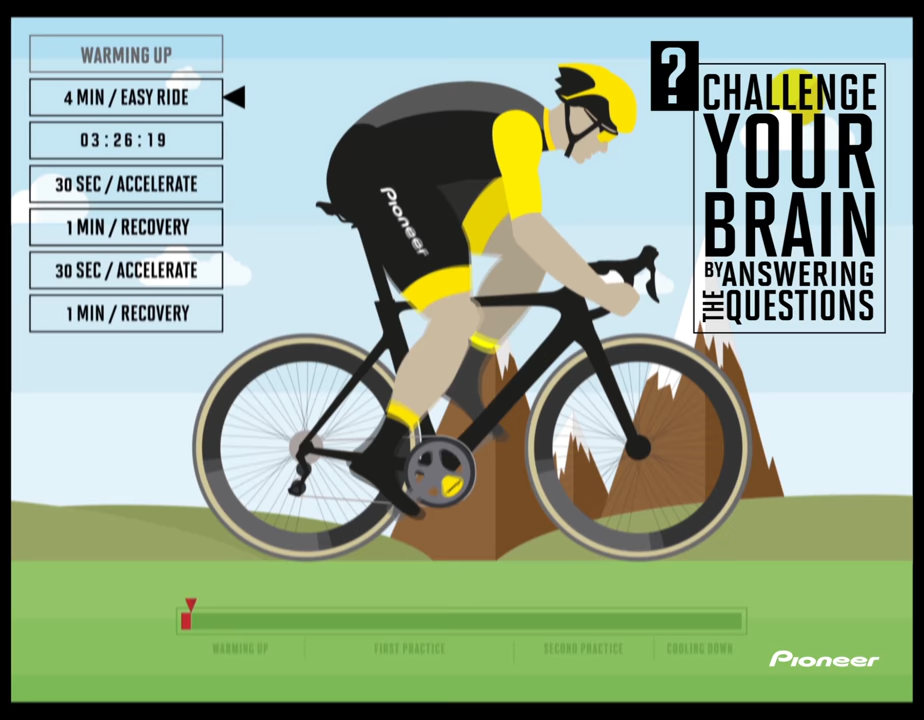 WARMING UP
4 MIN / EASY RIDE
03:26:19
30 SEC / ACCELERATE
1 MIN / RECOVERY
30 SEC / ACCELERATE
1 MIN / RECOVERY
?
CHALLENGE
YOUR
BRAIN
BY ANSWERING
THE QUESTIONS
Pioneer
WARMING UP
FIRST PRACTICE
SECOND PRACTICE
COOLING DOWN
Pioneer